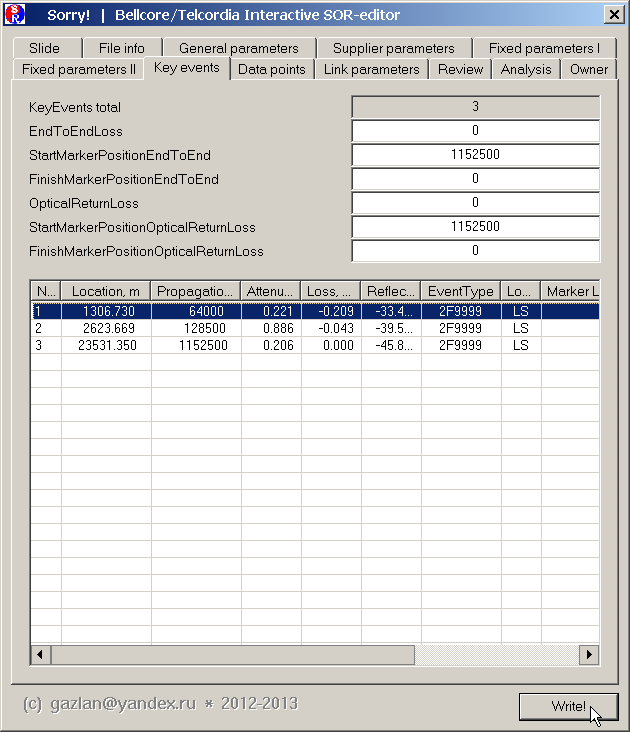 SR Sorry! | Bellcore/Telcordia Interactive SOR-editor
Slide File info General parameters Supplier parameters Fixed parameters I
Fixed parameters II Key events Data points Link parameters Review Analysis Owner
KeyEvents total 3
EndToEndLoss 0
StartMarkerPositionEndToEnd 1152500
FinishMarkerPositionEndToEnd 0
OpticalReturnLoss 0
StartMarkerPositionOpticalReturnLoss 1152500
FinishMarkerPositionOpticalReturnLoss 0
N... Location, m Propagatio... Attenu... Loss, ... Reflec... EventType Lo... Marker L
1 1306.730 64000 0.221 -0.209 -33.4... 2F9999 LS
2 2623.669 128500 0.886 -0.043 -39.5... 2F9999 LS
3 23531.350 1152500 0.206 0.000 -45.8... 2F9999 LS
(c) gazlan@yandex.ru * 2012-2013
Write!